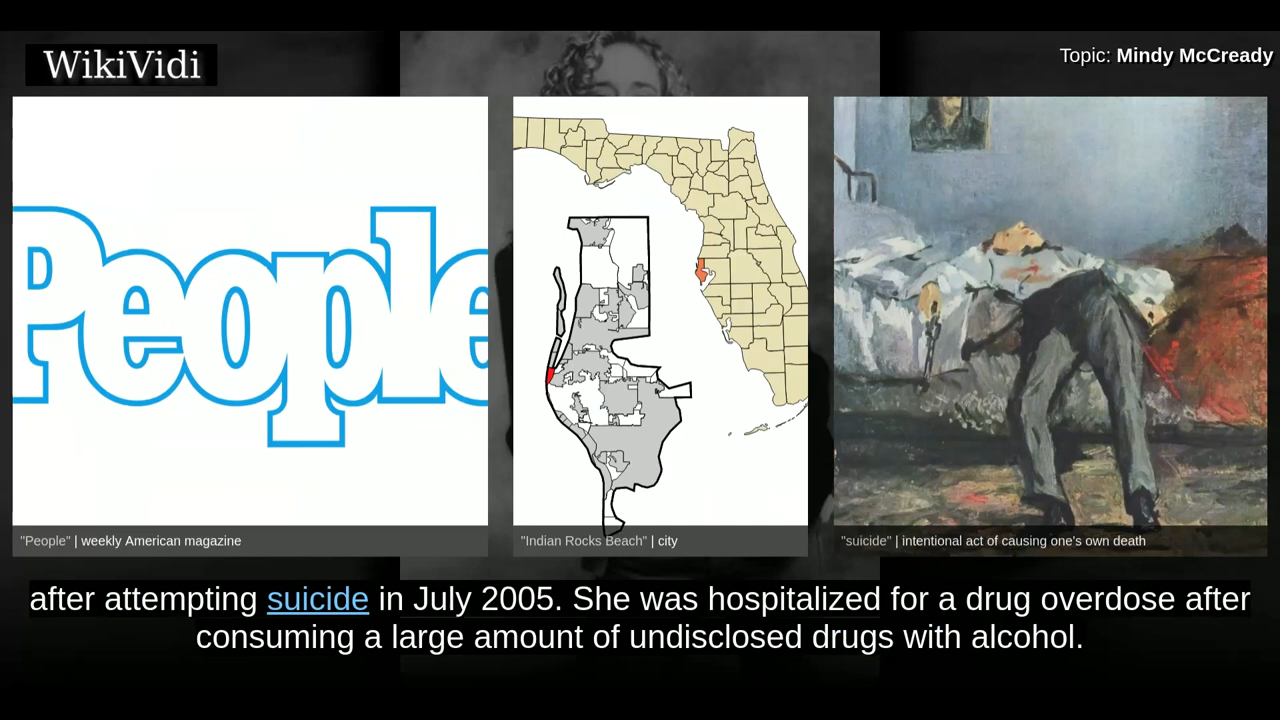 WikiVidi
Topic: Mindy McCready
People
"People" | weekly American magazine
"Indian Rocks Beach" | city
"suicide" | intentional act of causing one's own death
after attempting suicide in July 2005. She was hospitalized for a drug overdose after
consuming a large amount of undisclosed drugs with alcohol.